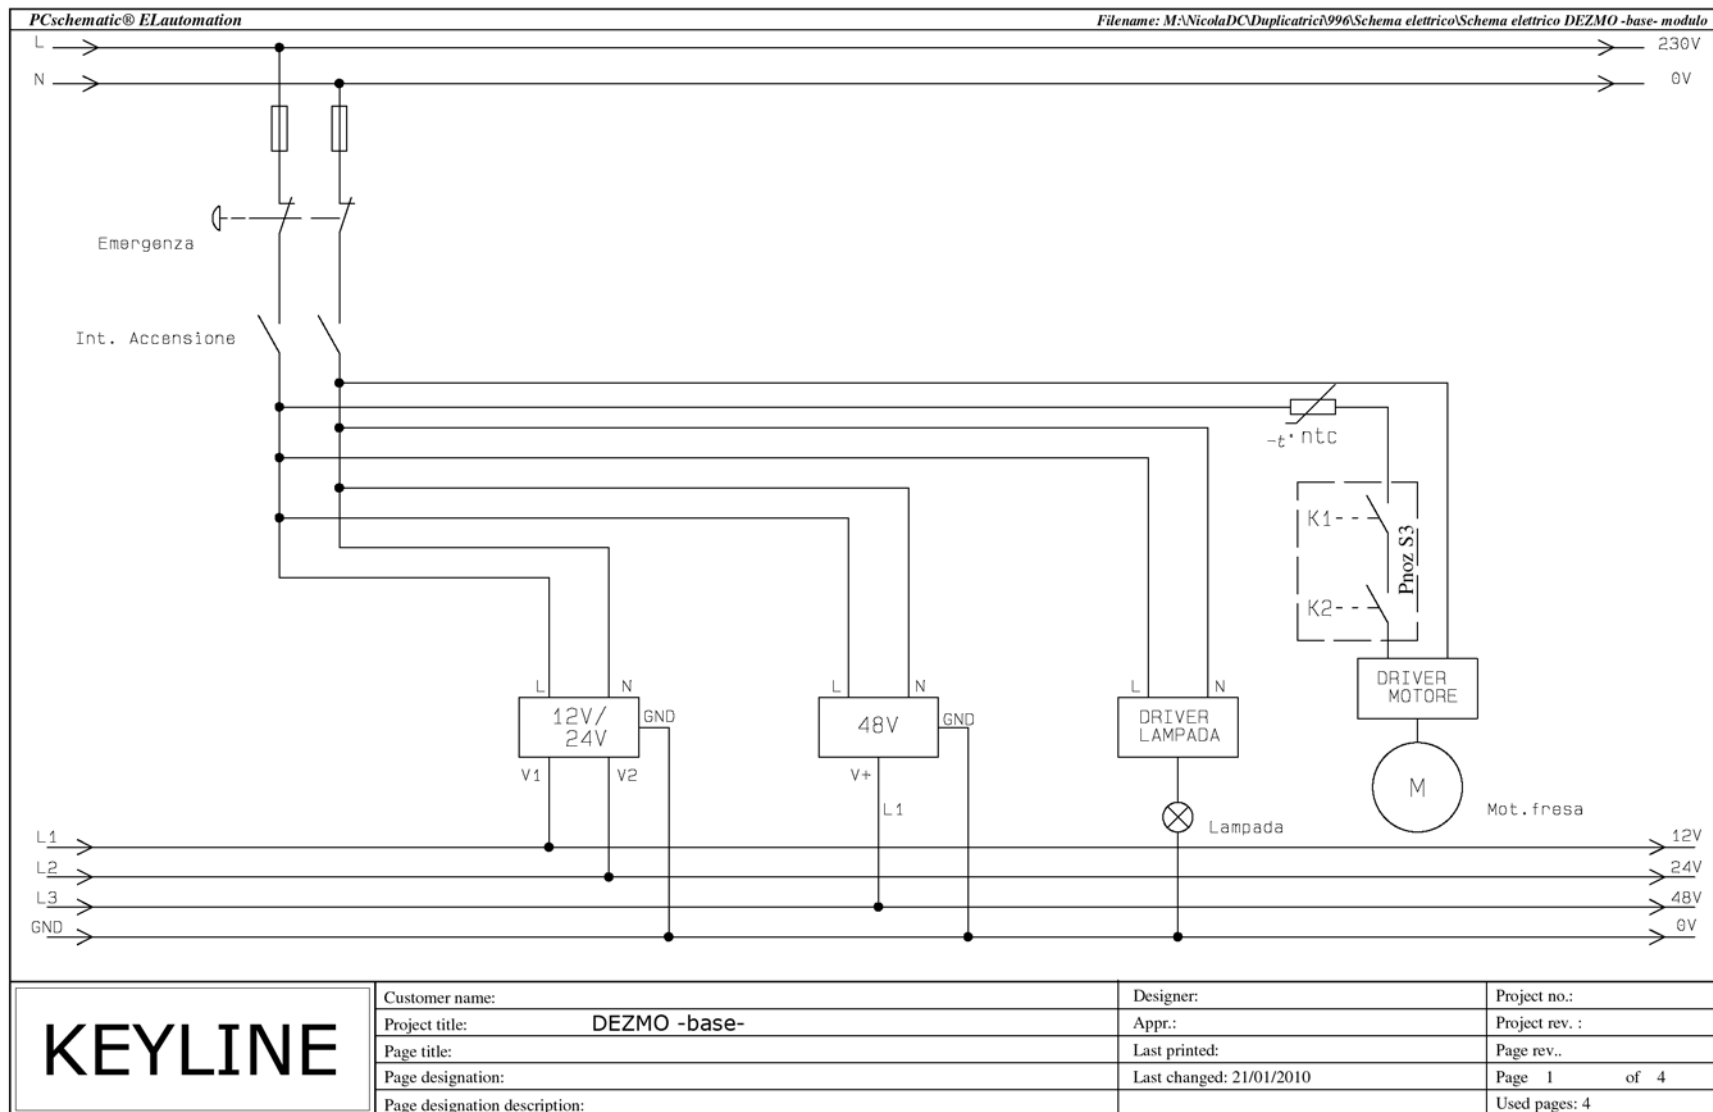 PCschematic® ELautomation
Filename: M:\NicolaDC\Duplicatrici\996\Schema elettrico\Schema elettrico DEZMO -base- modulo
L
230V
N
0V
Emergenza
Int. Accensione
-t° ntc
K1
Pnoz S3
K2
L N
12V/
24V
GND
V1 V2
L N
48V
GND
V+
L1
L N
DRIVER
LAMPADA
Lampada
DRIVER
MOTORE
M
Mot.fresa
L1
12V
L2
24V
L3
48V
GND
0V
KEYLINE
Customer name:
Project title: DEZMO -base-
Page title:
Page designation:
Page designation description:
Designer:
Appr.:
Last printed:
Last changed: 21/01/2010
Project no.:
Project rev. :
Page rev..
Page 1 of 4
Used pages: 4